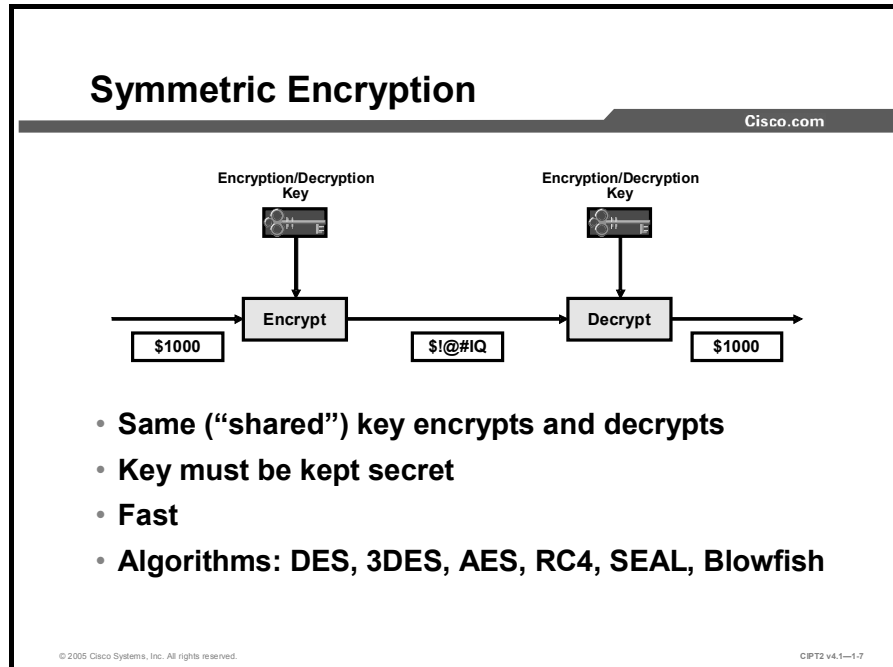 Symmetric Encryption
Cisco.com
Encryption/Decryption
Key
Encryption/Decryption
Key
Encrypt
Decrypt
$1000
$!@#IQ
$1000
• Same (“shared”) key encrypts and decrypts
• Key must be kept secret
• Fast
• Algorithms: DES, 3DES, AES, RC4, SEAL, Blowfish
© 2005 Cisco Systems, Inc. All rights reserved.
CIPT2 v4.1—1-7